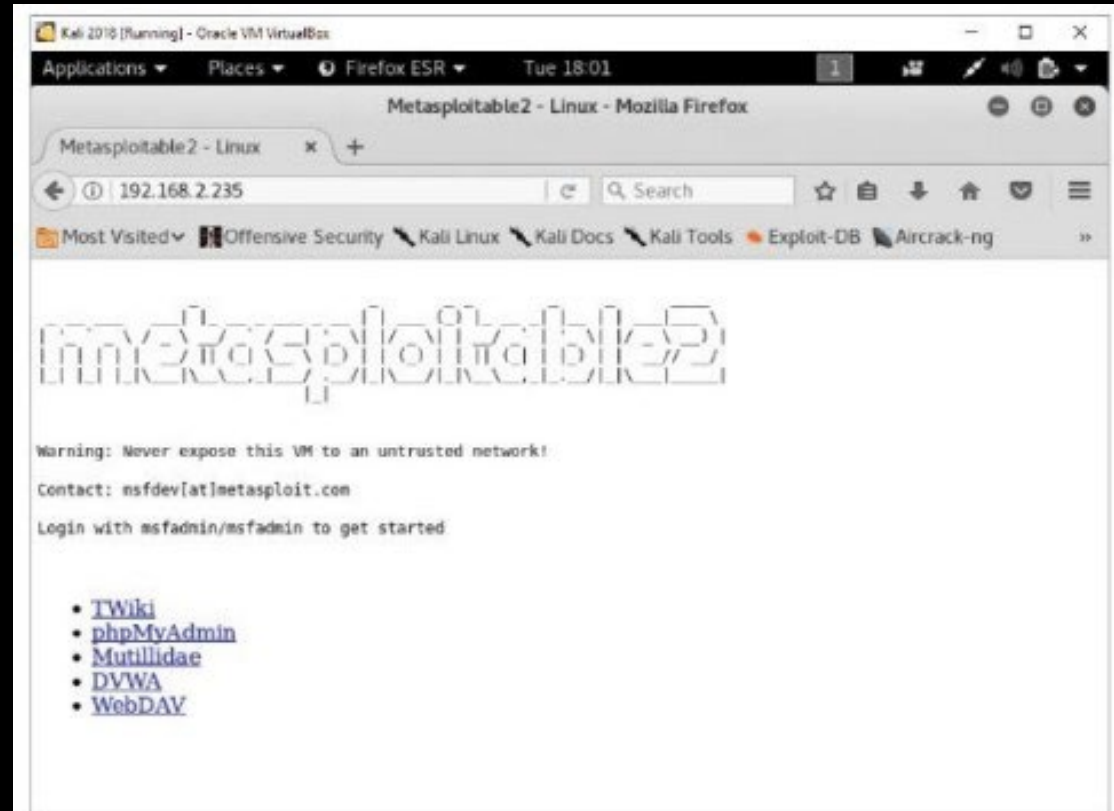 Kali 2018 [Running] - Oracle VM VirtualBox
Applications Places Firefox ESR Tue 18:01 1
Metasploitable2 - Linux - Mozilla Firefox
Metasploitable2 - Linux
192.168.2.235 Search
Most Visited Offensive Security Kali Linux Kali Docs Kali Tools Exploit-DB Aircrack-ng »
metasploitable2
Warning: Never expose this VM to an untrusted network!
Contact: msfdev[at]metasploit.com
Login with msfadmin/msfadmin to get started
• TWiki
• phpMyAdmin
• Mutillidae
• DVWA
• WebDAV